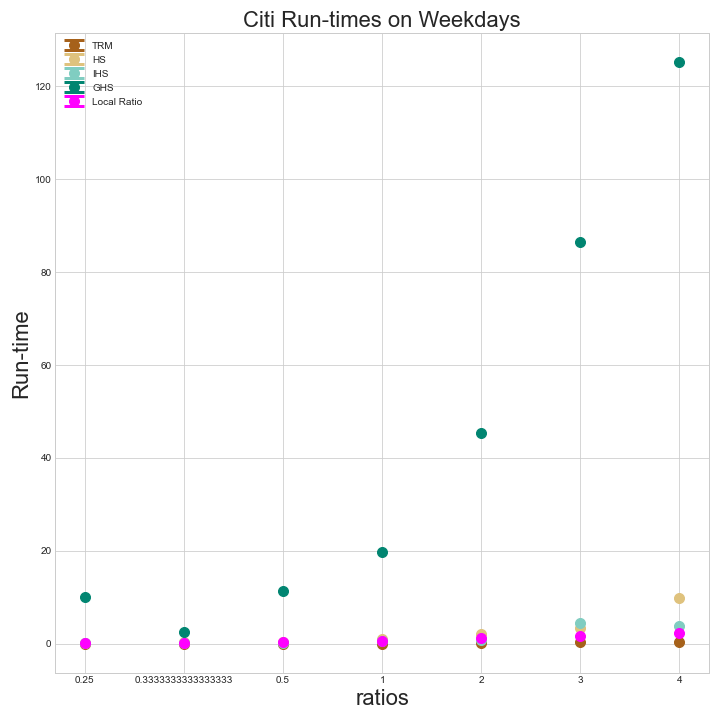 Citi Run-times on Weekdays
TRM
HS
IHS
GHS
Local Ratio
120
100
80
60
40
20
0
Run-time
0.25 0.3333333333333333 0.5 1 2 3 4
ratios